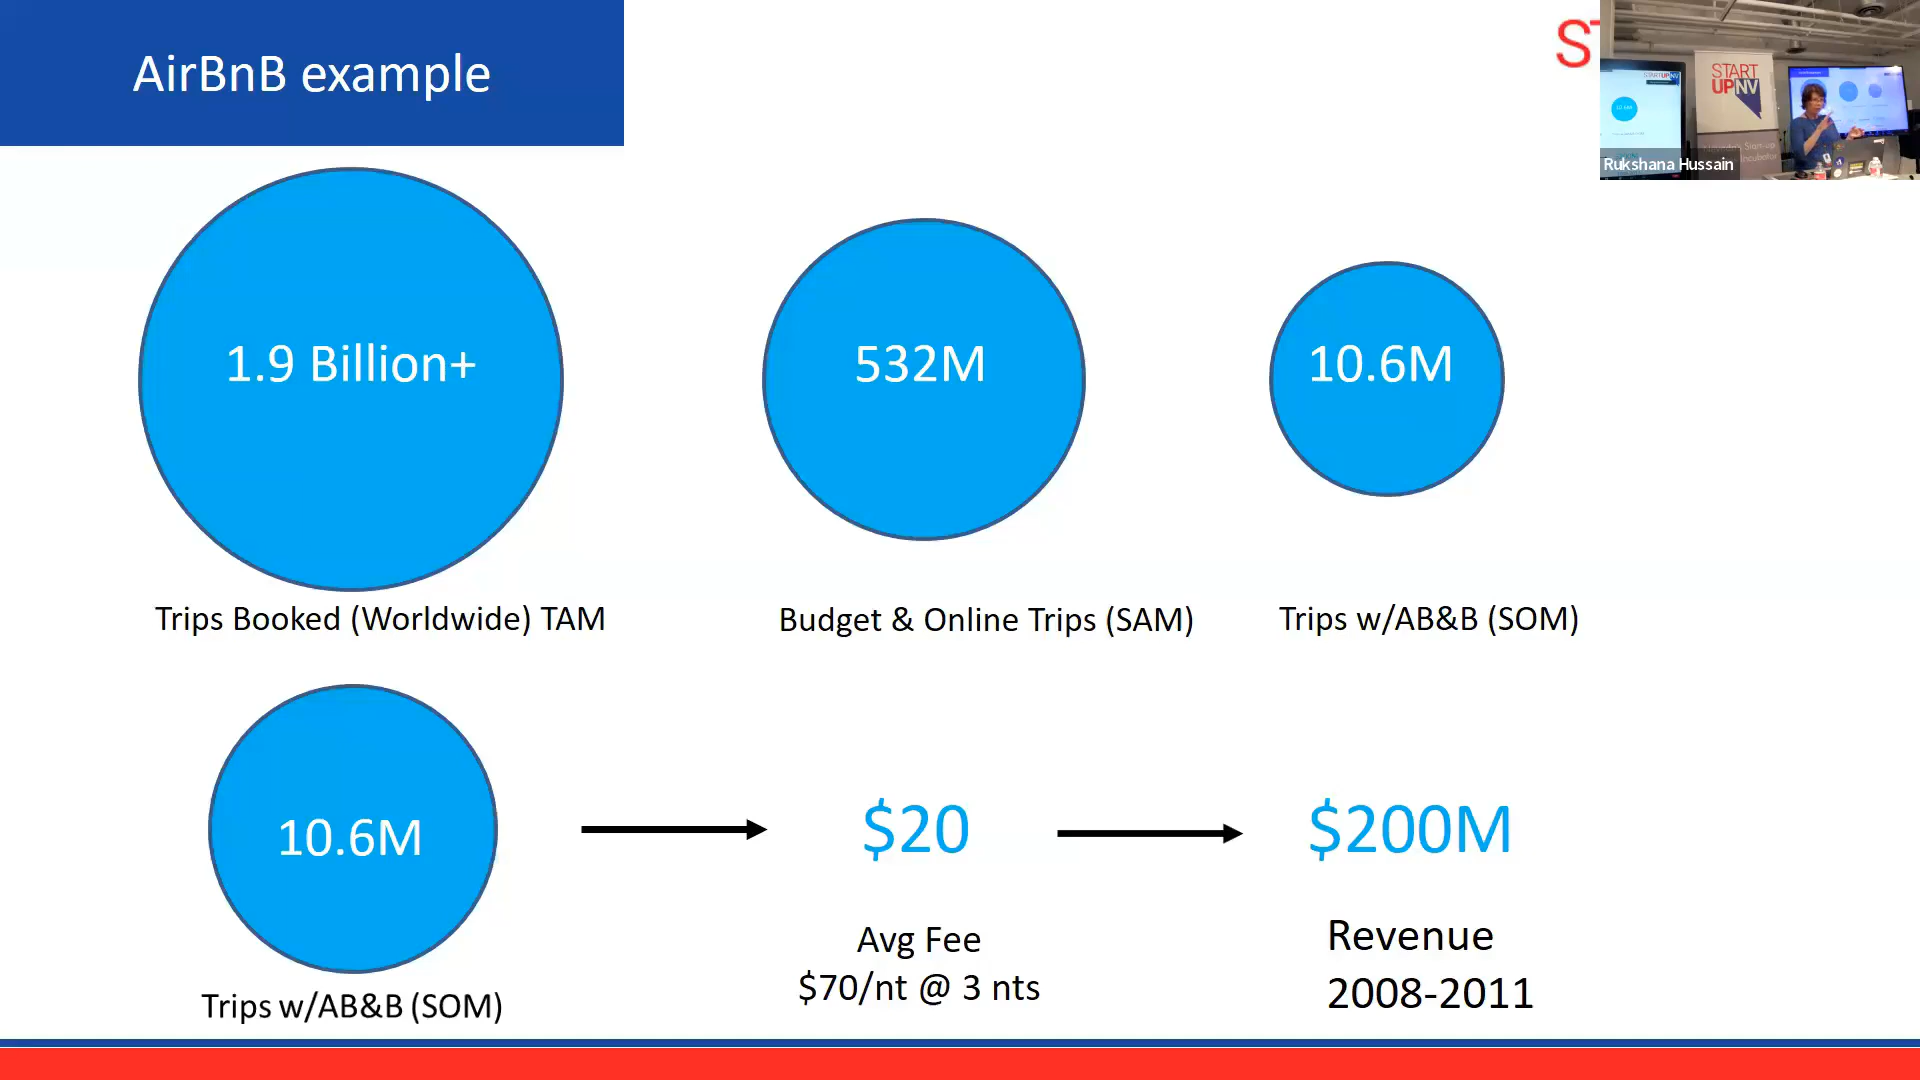 AirBnB example
ST
START
UPNV
Rukshana Hussain
1.9 Billion+
532M
10.6M
Trips Booked (Worldwide) TAM
Budget & Online Trips (SAM)
Trips w/AB&B (SOM)
10.6M
$20
$200M
Avg Fee
$70/nt @ 3 nts
Revenue
2008-2011
Trips w/AB&B (SOM)